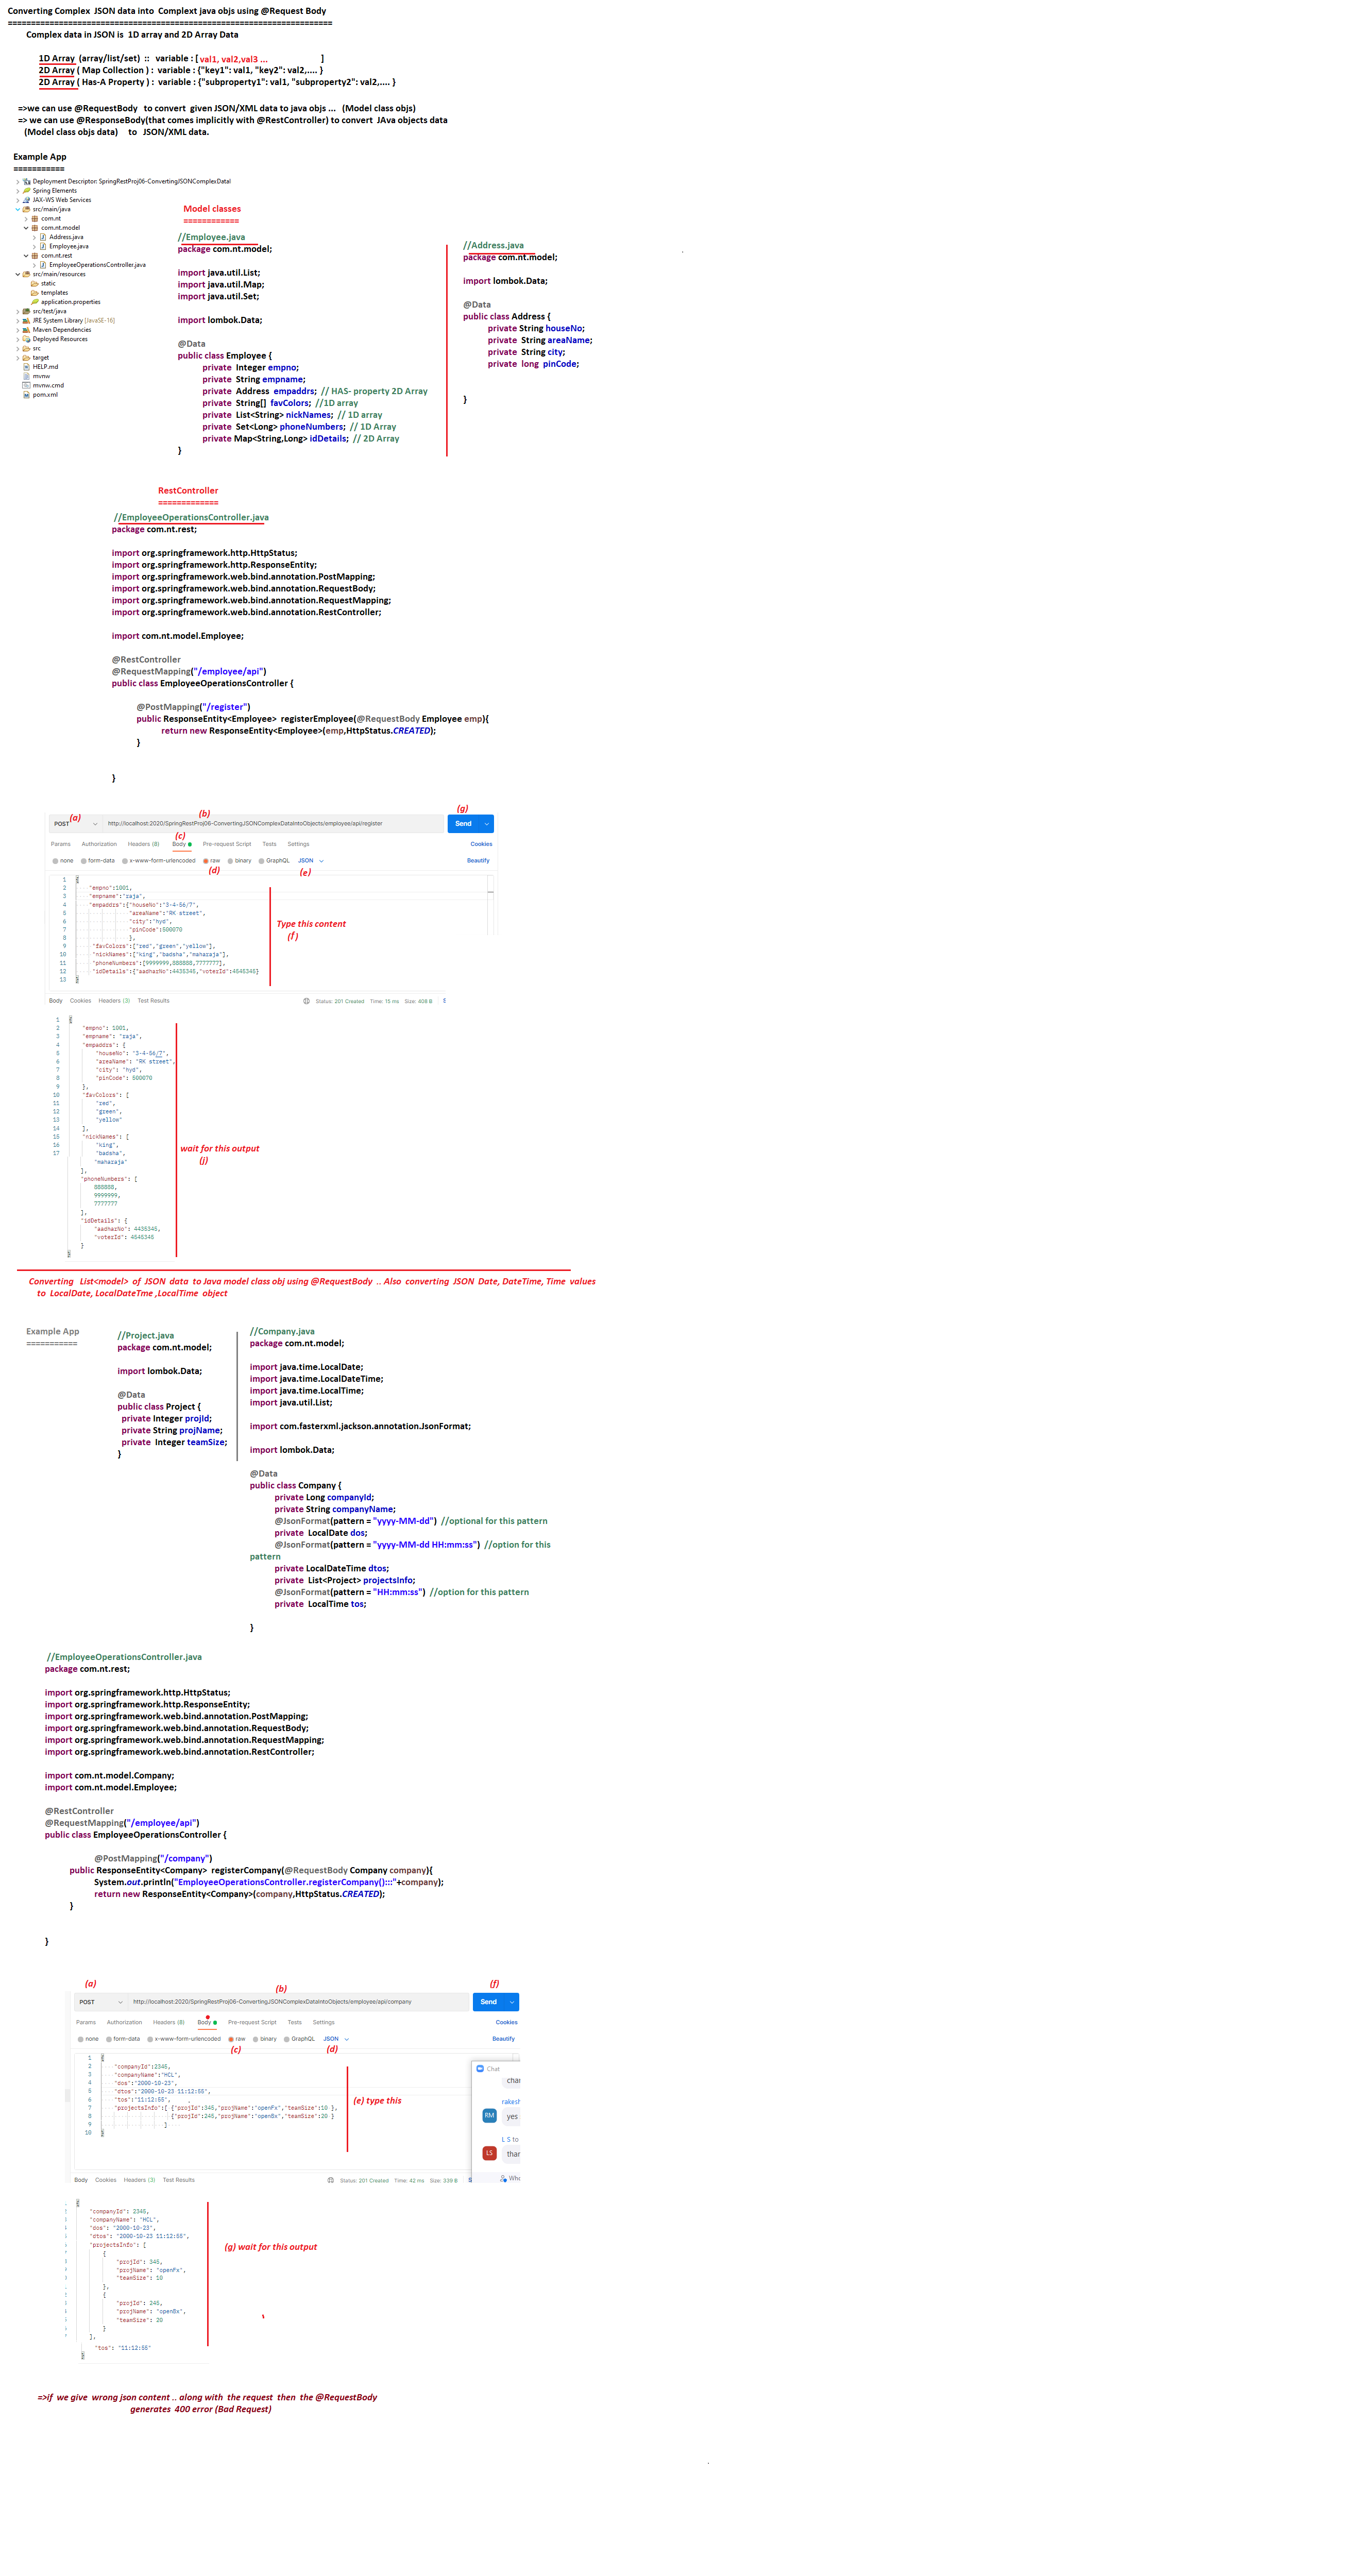 Converting Complex  JSON data into  Complext java objs using @Request Body
======================================================================
Complex data in JSON is  1D array and 2D Array Data
1D Array  (array/list/set)  ::   variable : [ val1, val2,val3 ...                    ]
2D Array ( Map Collection ) :  variable : {"key1": val1, "key2": val2,.... }
2D Array ( Has-A Property ) :  variable : {"subproperty1": val1, "subproperty2": val2,.... }
=>we can use @RequestBody   to convert  given JSON/XML data to java objs ...   (Model class objs)
=> we can use @ResponseBody(that comes implicitly with @RestController) to convert  JAva objects data
(Model class objs data)    to   JSON/XML data.
Example App
===========
Deployment Descriptor: SpringRestProj06-ConvertingJSONComplexDatal
Spring Elements
JAX-WS Web Services
src/main/java
com.nt
com.nt.model
Address.java
Employee.java
com.nt.rest
EmployeeOperationsController.java
src/main/resources
static
templates
application.properties
src/test/java
JRE System Library [JavaSE-16]
Maven Dependencies
Deployed Resources
src
target
HELP.md
mvnw
mvnw.cmd
pom.xml
Model classes
============
//Employee.java
package com.nt.model;
import java.util.List;
import java.util.Map;
import java.util.Set;
import lombok.Data;
@Data
public class Employee {
private  Integer empno;
private  String empname;
private  Address  empaddrs;  // HAS- property 2D Array
private  String[]  favColors;  //1D array
private  List<String> nickNames;  // 1D array
private  Set<Long> phoneNumbers;  // 1D Array
private Map<String,Long> idDetails;  // 2D Array
}
//Address.java
package com.nt.model;
import lombok.Data;
@Data
public class Address {
private String houseNo;
private  String areaName;
private  String city;
private  long  pinCode;
}
RestController
=============
//EmployeeOperationsController.java
package com.nt.rest;
import org.springframework.http.HttpStatus;
import org.springframework.http.ResponseEntity;
import org.springframework.web.bind.annotation.PostMapping;
import org.springframework.web.bind.annotation.RequestBody;
import org.springframework.web.bind.annotation.RequestMapping;
import org.springframework.web.bind.annotation.RestController;
import com.nt.model.Employee;
@RestController
@RequestMapping("/employee/api")
public class EmployeeOperationsController {
@PostMapping("/register")
public ResponseEntity<Employee>  registerEmployee(@RequestBody Employee emp){
return new ResponseEntity<Employee>(emp,HttpStatus.CREATED);
}
}
(a) (b) (g)
POST http://localhost:2020/SpringRestProj06-ConvertingJSONComplexDataIntoObjects/employee/api/register Send
(c)
Params Authorization Headers (8) Body Pre-request Script Tests Settings Cookies
none form-data x-www-form-urlencoded raw binary GraphQL JSON Beautify
(d) (e)
1 {
2 "empno":1001,
3 "empname":"raja",
4 "empaddrs":{"houseNo":"3-4-56/7",
5 "areaName":"RK street",
6 "city":"hyd",
7 "pinCode":500070
8 },
9 "favColors":["red","green","yellow"],
10 "nickNames":["king","badsha","maharaja"],
11 "phoneNumbers":[9999999,888888,7777777],
12 "idDetails":{"aadharNo":4435345,"voterId":4545345}
13 }
Type this content
(f)
Body Cookies Headers (3) Test Results Status: 201 Created Time: 15 ms Size: 408 B S
1 {
2 "empno": 1001,
3 "empname": "raja",
4 "empaddrs": {
5 "houseNo": "3-4-56/7",
6 "areaName": "RK street",
7 "city": "hyd",
8 "pinCode": 500070
9 },
10 "favColors": [
11 "red",
12 "green",
13 "yellow"
14 ],
15 "nickNames": [
16 "king",
17 "badsha",
"maharaja"
],
"phoneNumbers": [
888888,
9999999,
7777777
],
"idDetails": {
"aadharNo": 4435345,
"voterId": 4545345
}
}
wait for this output
(j)
Converting   List<model>  of  JSON  data  to Java model class obj using @RequestBody  .. Also  converting  JSON  Date, DateTime, Time  values
to  LocalDate, LocalDateTme ,LocalTime  object
Example App
===========
//Project.java
package com.nt.model;
import lombok.Data;
@Data
public class Project {
private Integer projId;
private String projName;
private  Integer teamSize;
}
//Company.java
package com.nt.model;
import java.time.LocalDate;
import java.time.LocalDateTime;
import java.time.LocalTime;
import java.util.List;
import com.fasterxml.jackson.annotation.JsonFormat;
import lombok.Data;
@Data
public class Company {
private Long companyId;
private String companyName;
@JsonFormat(pattern = "yyyy-MM-dd")  //optional for this pattern
private  LocalDate dos;
@JsonFormat(pattern = "yyyy-MM-dd HH:mm:ss")  //option for this
pattern
private LocalDateTime dtos;
private  List<Project> projectsInfo;
@JsonFormat(pattern = "HH:mm:ss")  //option for this pattern
private  LocalTime tos;
}
//EmployeeOperationsController.java
package com.nt.rest;
import org.springframework.http.HttpStatus;
import org.springframework.http.ResponseEntity;
import org.springframework.web.bind.annotation.PostMapping;
import org.springframework.web.bind.annotation.RequestBody;
import org.springframework.web.bind.annotation.RequestMapping;
import org.springframework.web.bind.annotation.RestController;
import com.nt.model.Company;
import com.nt.model.Employee;
@RestController
@RequestMapping("/employee/api")
public class EmployeeOperationsController {
@PostMapping("/company")
public ResponseEntity<Company>  registerCompany(@RequestBody Company company){
System.out.println("EmployeeOperationsController.registerCompany():::"+company);
return new ResponseEntity<Company>(company,HttpStatus.CREATED);
}
}
(a) (b) (f)
POST http://localhost:2020/SpringRestProj06-ConvertingJSONComplexDataIntoObjects/employee/api/company Send
Params Authorization Headers (8) Body Pre-request Script Tests Settings Cookies
none form-data x-www-form-urlencoded raw binary GraphQL JSON Beautify
(c) (d)
1 {
2 "companyId":2345,
3 "companyName":"HCL",
4 "dos":"2000-10-23",
5 "dtos":"2000-10-23 11:12:55",
6 "tos":"11:12:55",
7 "projectsInfo":[ {"projId":345,"projName":"openFx","teamSize":10 },
8 {"projId":245,"projName":"openBx","teamSize":20 }
9 ]
10 }
(e) type this
Chat
char
rakesh
RM yes
L S to
LS thar
Who
Body Cookies Headers (3) Test Results Status: 201 Created Time: 42 ms Size: 339 B S
{
"companyId": 2345,
"companyName": "HCL",
"dos": "2000-10-23",
"dtos": "2000-10-23 11:12:55",
"projectsInfo": [
{
"projId": 345,
"projName": "openFx",
"teamSize": 10
},
{
"projId": 245,
"projName": "openBx",
"teamSize": 20
}
],
"tos": "11:12:55"
}
(g) wait for this output
=>if  we give  wrong json content .. along with  the request  then  the @RequestBody
generates  400 error (Bad Request)